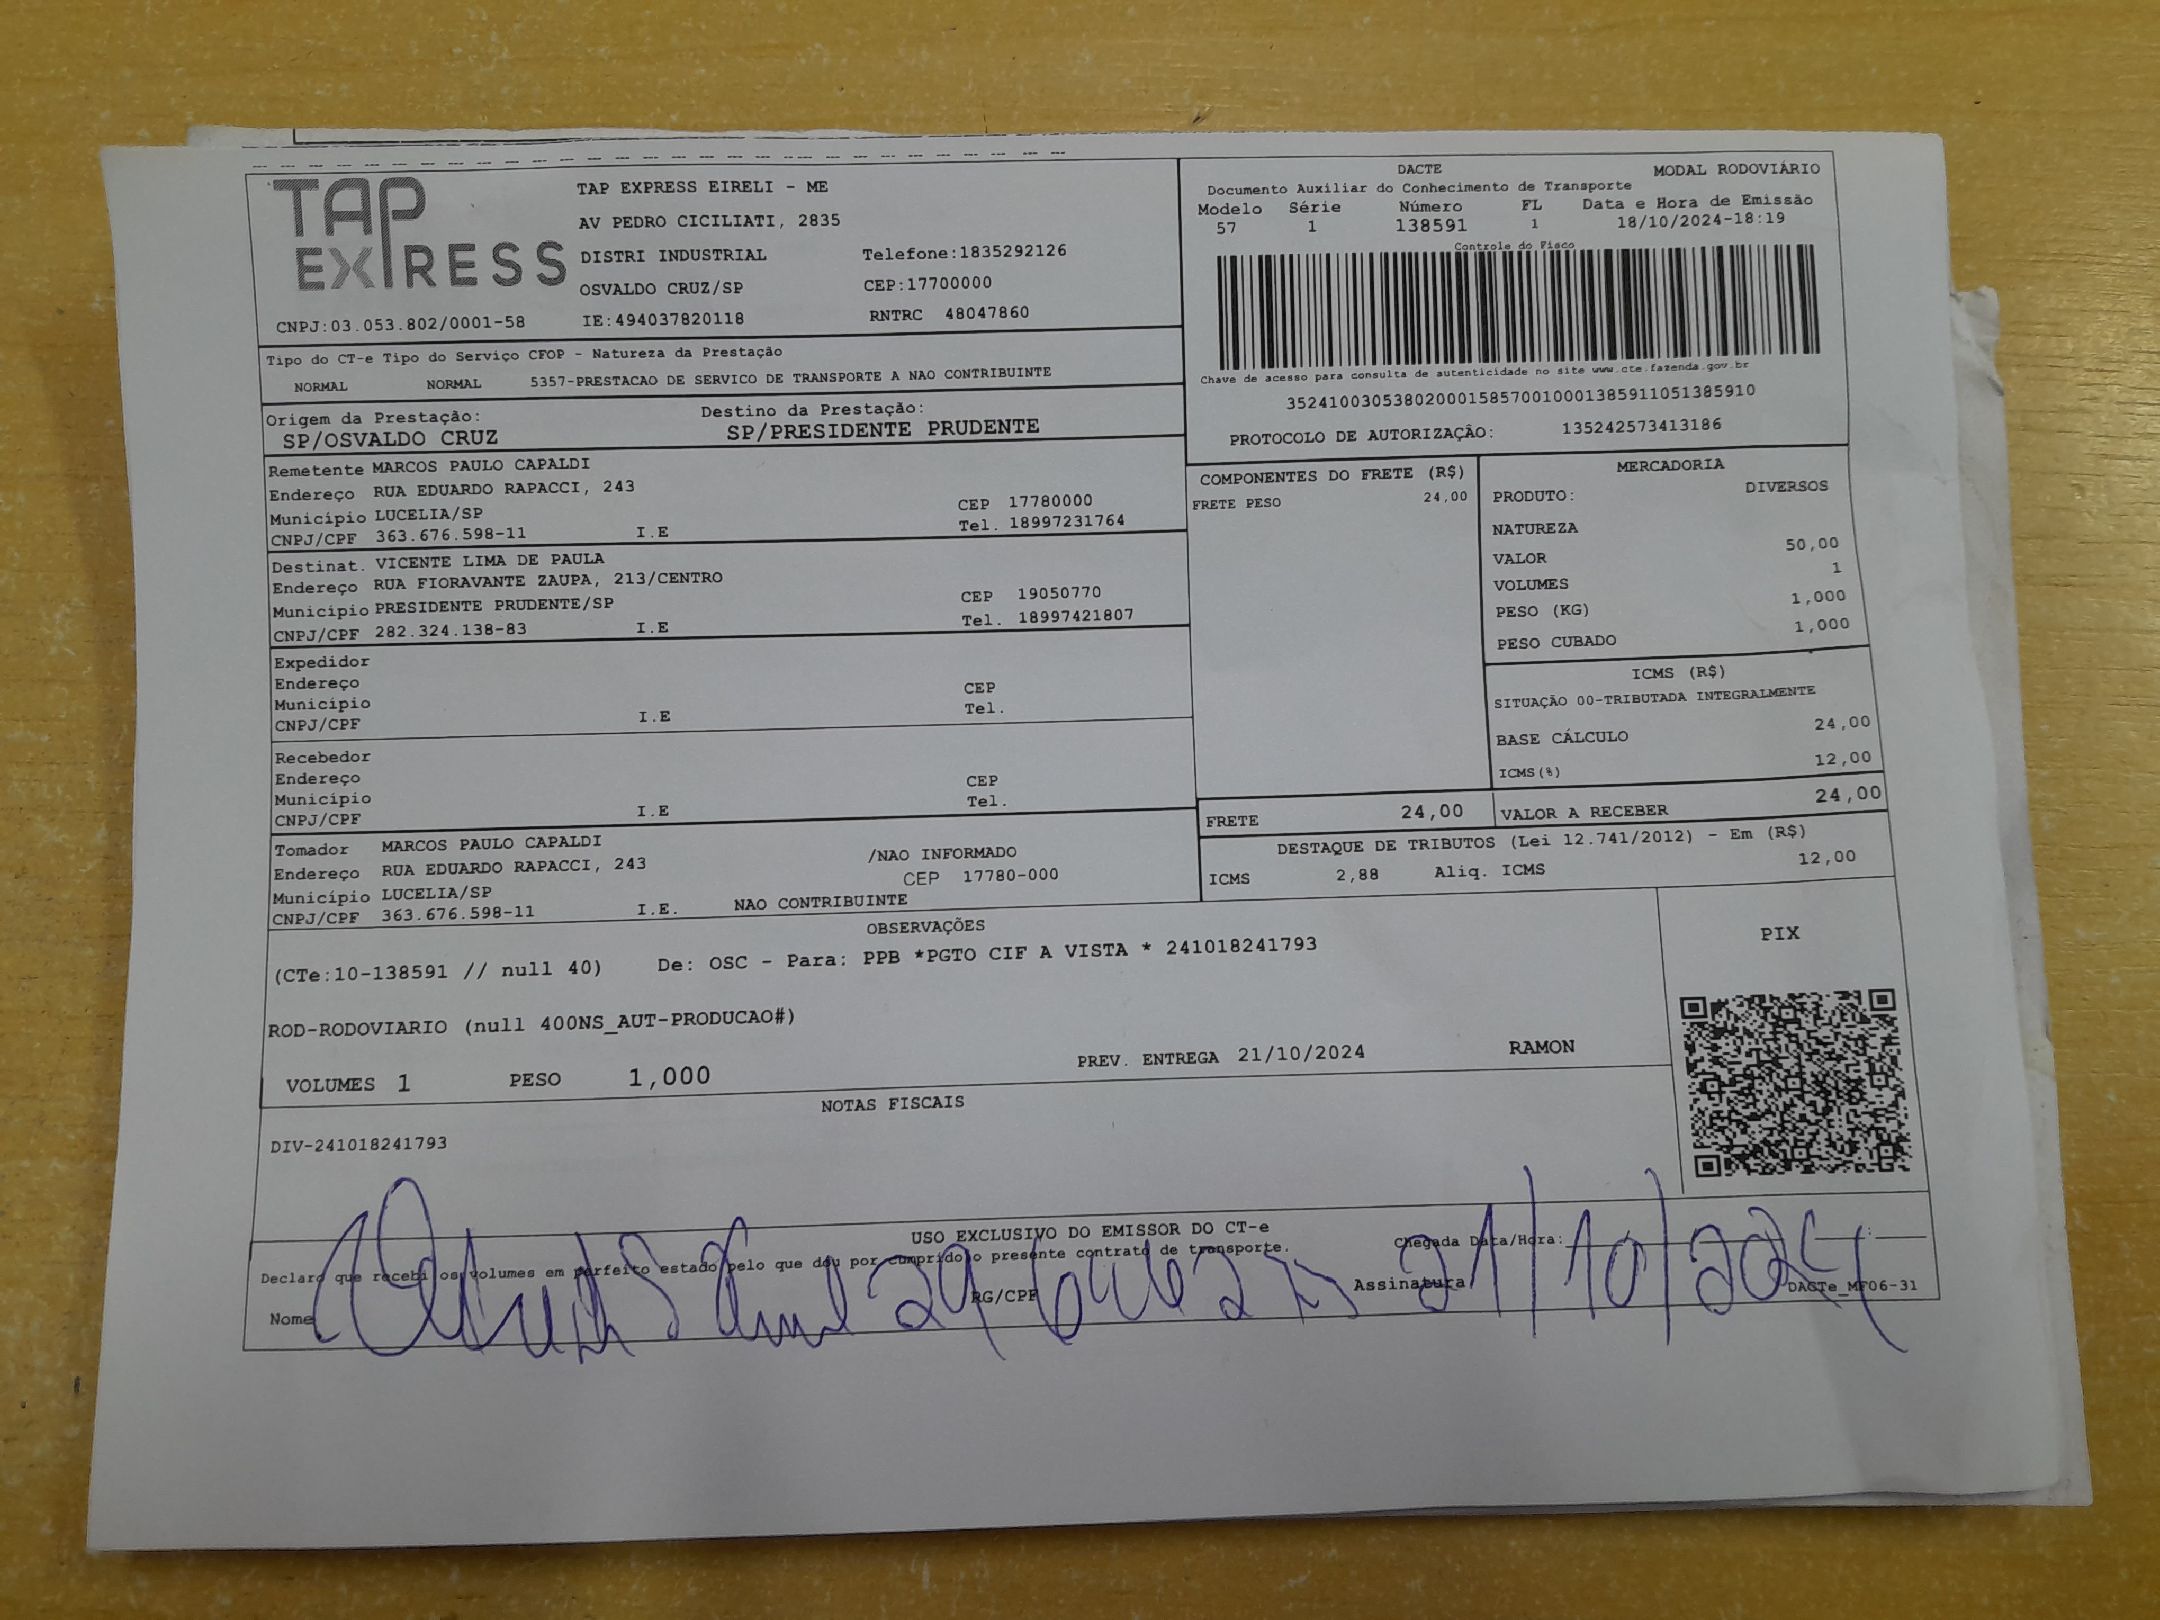 TAP EXPRESS
TAP EXPRESS EIRELI - ME
AV PEDRO CICILIATI, 2835
DISTRI INDUSTRIAL Telefone:1835292126
OSVALDO CRUZ/SP CEP:17700000
CNPJ:03.053.802/0001-58 IE:494037820118 RNTRC 48047860
DACTE MODAL RODOVIÁRIO
Documento Auxiliar do Conhecimento de Transporte
Modelo Série Número FL Data e Hora de Emissão
57 1 138591 1 18/10/2024-18:19
Controle do Fisco
Chave de acesso para consulta de autenticidade no site www.cte.fazenda.gov.br
35241003053802000158570010001385911051385910
PROTOCOLO DE AUTORIZAÇÃO: 135242573413186
Tipo do CT-e Tipo do Serviço CFOP - Natureza da Prestação
NORMAL NORMAL 5357-PRESTACAO DE SERVICO DE TRANSPORTE A NAO CONTRIBUINTE
Origem da Prestação: Destino da Prestação:
SP/OSVALDO CRUZ SP/PRESIDENTE PRUDENTE
Remetente MARCOS PAULO CAPALDI
Endereço RUA EDUARDO RAPACCI, 243
Município LUCELIA/SP CEP 17780000
CNPJ/CPF 363.676.598-11 I.E Tel. 18997231764
Destinat. VICENTE LIMA DE PAULA
Endereço RUA FIORAVANTE ZAUPA, 213/CENTRO
Município PRESIDENTE PRUDENTE/SP CEP 19050770
CNPJ/CPF 282.324.138-83 I.E Tel. 18997421807
Expedidor
Endereço
Município CEP
CNPJ/CPF I.E Tel.
Recebedor
Endereço
Município CEP
CNPJ/CPF I.E Tel.
Tomador MARCOS PAULO CAPALDI
Endereço RUA EDUARDO RAPACCI, 243 /NAO INFORMADO
Município LUCELIA/SP CEP 17780-000
CNPJ/CPF 363.676.598-11 I.E. NAO CONTRIBUINTE
COMPONENTES DO FRETE (R$)
FRETE PESO 24,00
MERCADORIA
PRODUTO: DIVERSOS
NATUREZA
VALOR 50,00
VOLUMES 1
PESO (KG) 1,000
PESO CUBADO 1,000
ICMS (R$)
SITUAÇÃO 00-TRIBUTADA INTEGRALMENTE
BASE CÁLCULO 24,00
ICMS(%) 12,00
FRETE 24,00 VALOR A RECEBER 24,00
DESTAQUE DE TRIBUTOS (Lei 12.741/2012) - Em (R$)
ICMS 2,88 Aliq. ICMS 12,00
OBSERVAÇÕES
(CTe:10-138591 // null 40) De: OSC - Para: PPB *PGTO CIF A VISTA * 241018241793
ROD-RODOVIARIO (null 400NS_AUT-PRODUCAO#)
PREV. ENTREGA 21/10/2024 RAMON
VOLUMES 1 PESO 1,000
PIX
NOTAS FISCAIS
DIV-241018241793
USO EXCLUSIVO DO EMISSOR DO CT-e
Declaro que recebi os volumes em perfeito estado pelo que dou por cumprido o presente contrato de transporte. Chegada Data/Hora:
Nome RG/CPF Assinatura 21/10/2024 DACTe_MF06-31